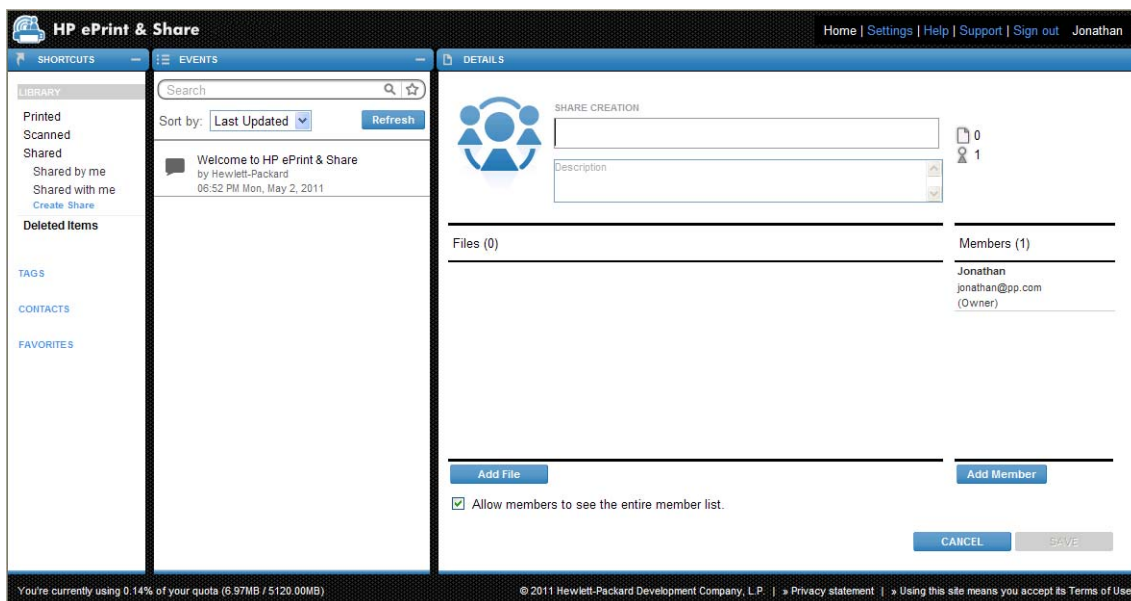 HP ePrint & Share
Home | Settings | Help | Support | Sign out Jonathan
SHORTCUTS
EVENTS
DETAILS
LIBRARY
Printed
Scanned
Shared
Shared by me
Shared with me
Create Share
Deleted Items
TAGS
CONTACTS
FAVORITES
Search
Sort by: Last Updated Refresh
Welcome to HP ePrint & Share
by Hewlett-Packard
06:52 PM Mon, May 2, 2011
SHARE CREATION
Description
0
1
Files (0)
Members (1)
Jonathan
jonathan@pp.com
(Owner)
Add File
Add Member
Allow members to see the entire member list.
CANCEL SAVE
You're currently using 0.14% of your quota (6.97MB / 5120.00MB)
© 2011 Hewlett-Packard Development Company, L.P. | » Privacy statement | » Using this site means you accept its Terms of Use